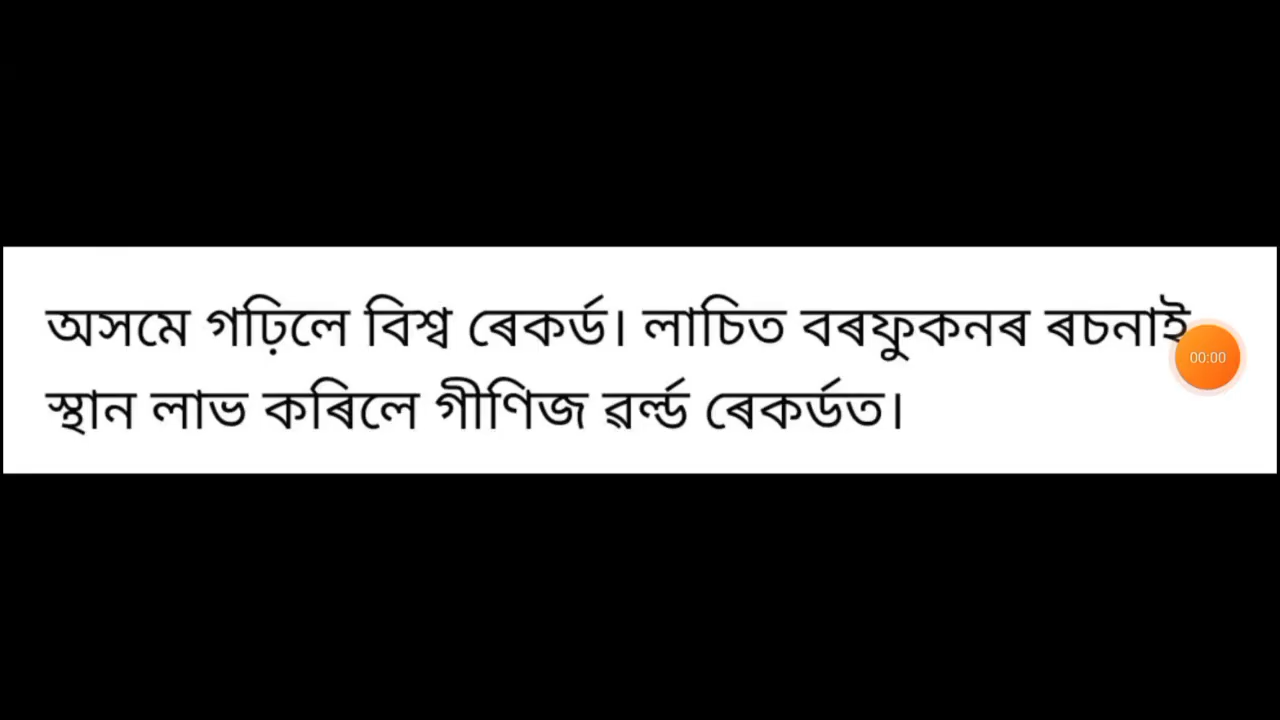 অসমে গঢ়িলে বিশ্ব ৰেকৰ্ড। লাচিত বৰফুকনৰ ৰচনাই
00:00
স্থান লাভ কৰিলে গীণিজ ৱৰ্ল্ড ৰেকৰ্ডত।